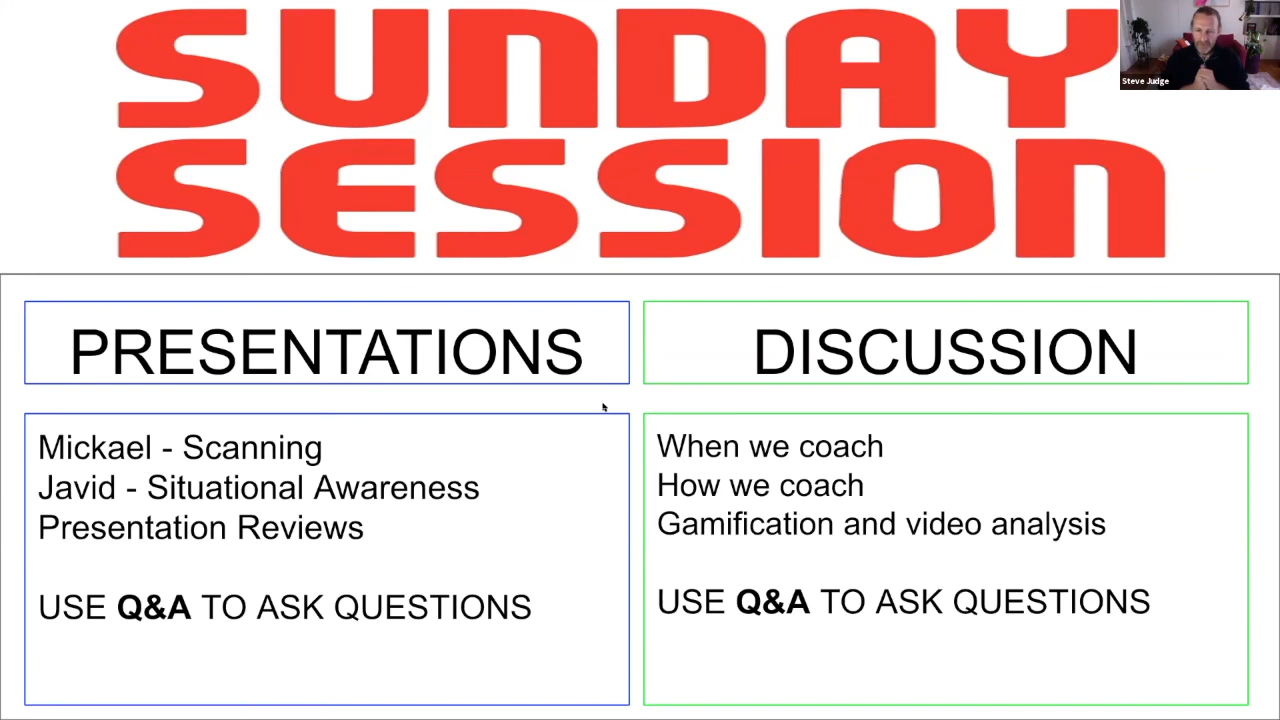 SUNDAY
SESSION
Steve Judge
PRESENTATIONS
Mickael - Scanning
Javid - Situational Awareness
Presentation Reviews
USE Q&A TO ASK QUESTIONS
DISCUSSION
When we coach
How we coach
Gamification and video analysis
USE Q&A TO ASK QUESTIONS